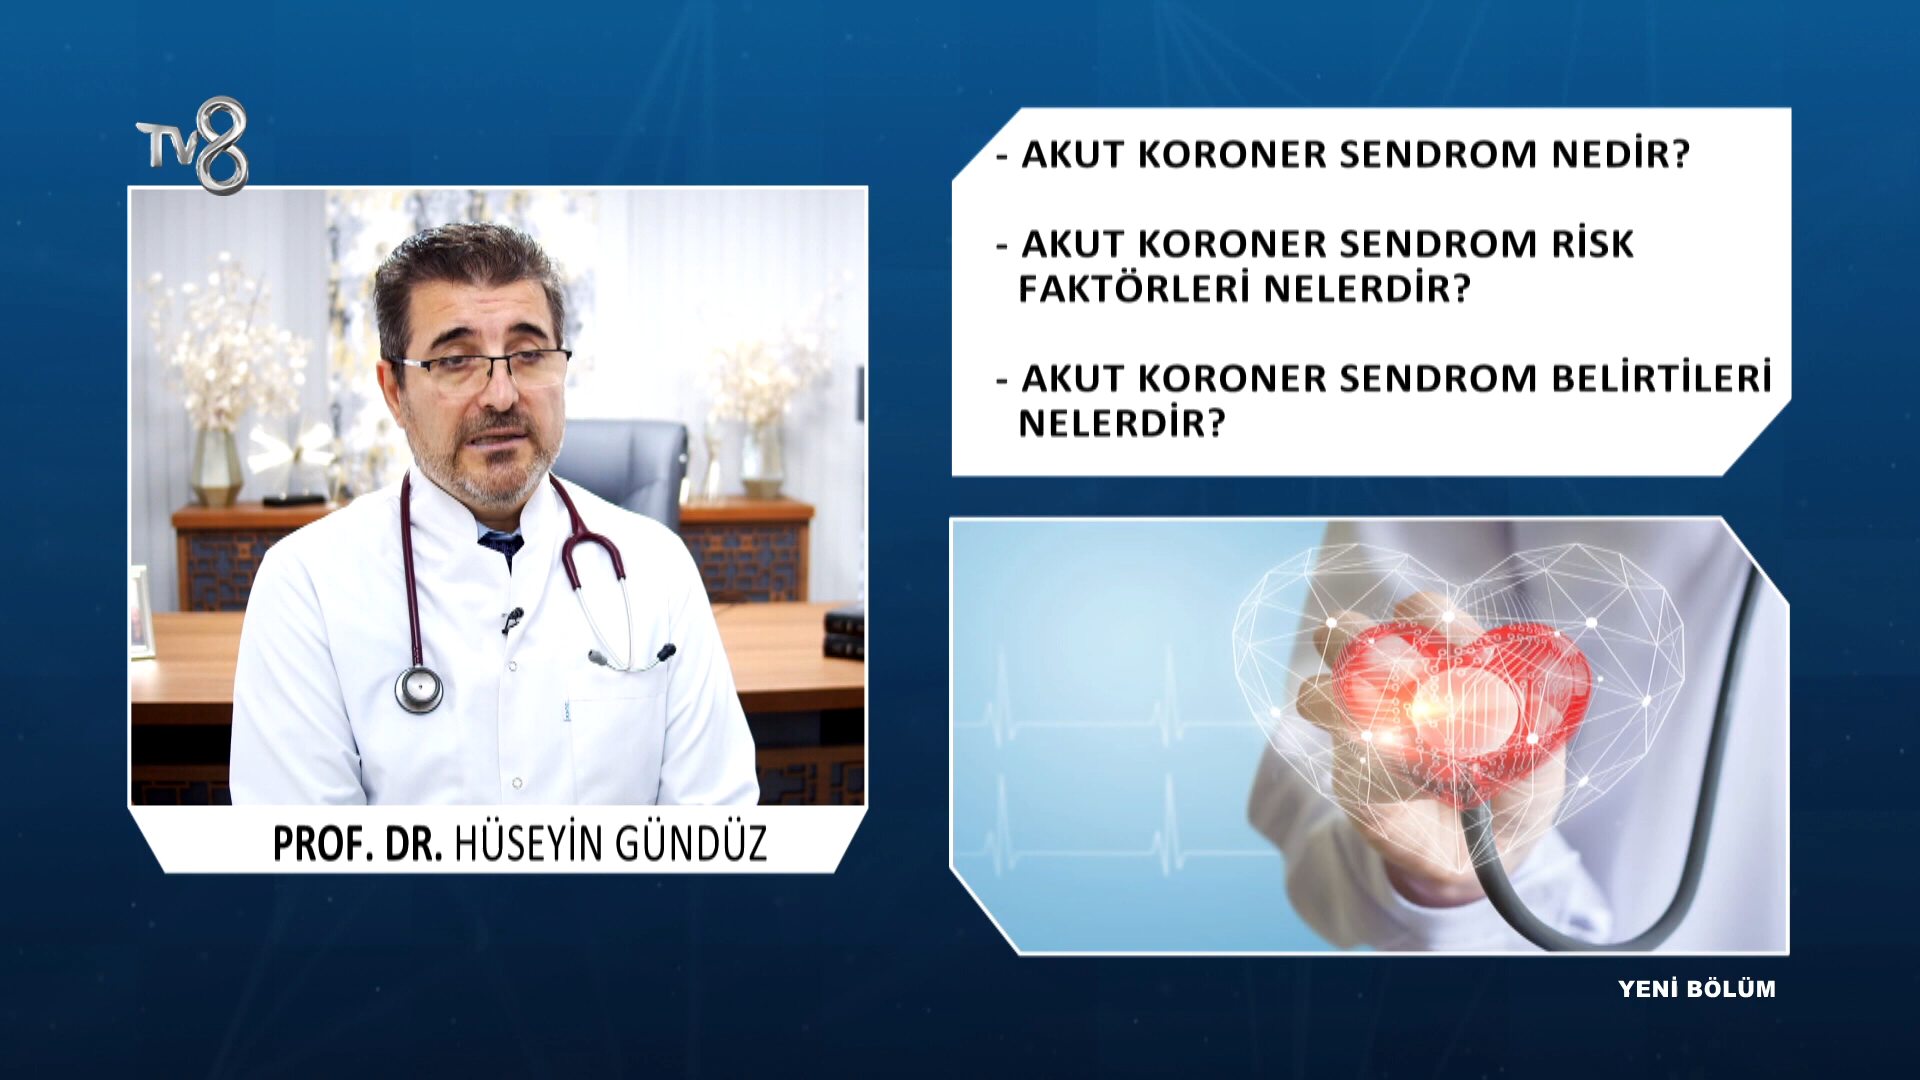 TV8
- AKUT KORONER SENDROM NEDİR?
- AKUT KORONER SENDROM RİSK
FAKTÖRLERİ NELERDİR?
- AKUT KORONER SENDROM BELİRTİLERİ
NELERDİR?
PROF. DR. HÜSEYİN GÜNDÜZ
YENİ BÖLÜM